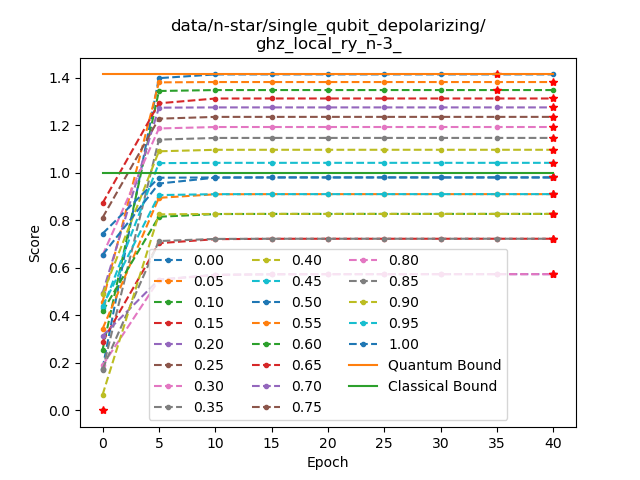 data/n-star/single_qubit_depolarizing/
ghz_local_ry_n-3_
Score
1.4
1.2
1.0
0.8
0.6
0.4
0.2
0.0
0.00 0.40 0.80
0.05 0.45 0.85
0.10 0.50 0.90
0.15 0.55 0.95
0.20 0.60 1.00
0.25 0.65 Quantum Bound
0.30 0.70 Classical Bound
0.35 0.75
0 5 10 15 20 25 30 35 40
Epoch